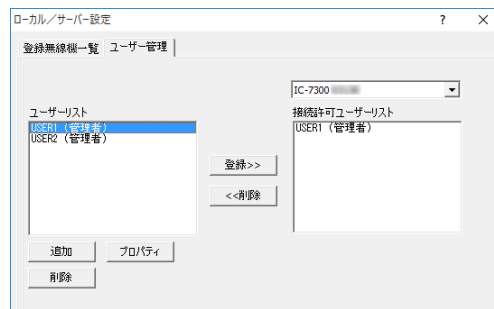 ローカル／サーバー設定
登録無線機一覧 ユーザー管理
IC-7300
ユーザーリスト
接続許可ユーザーリスト
USER1 （管理者）
USER2 （管理者）
USER1 （管理者）
登録>>
<<削除
追加
プロパティ
削除